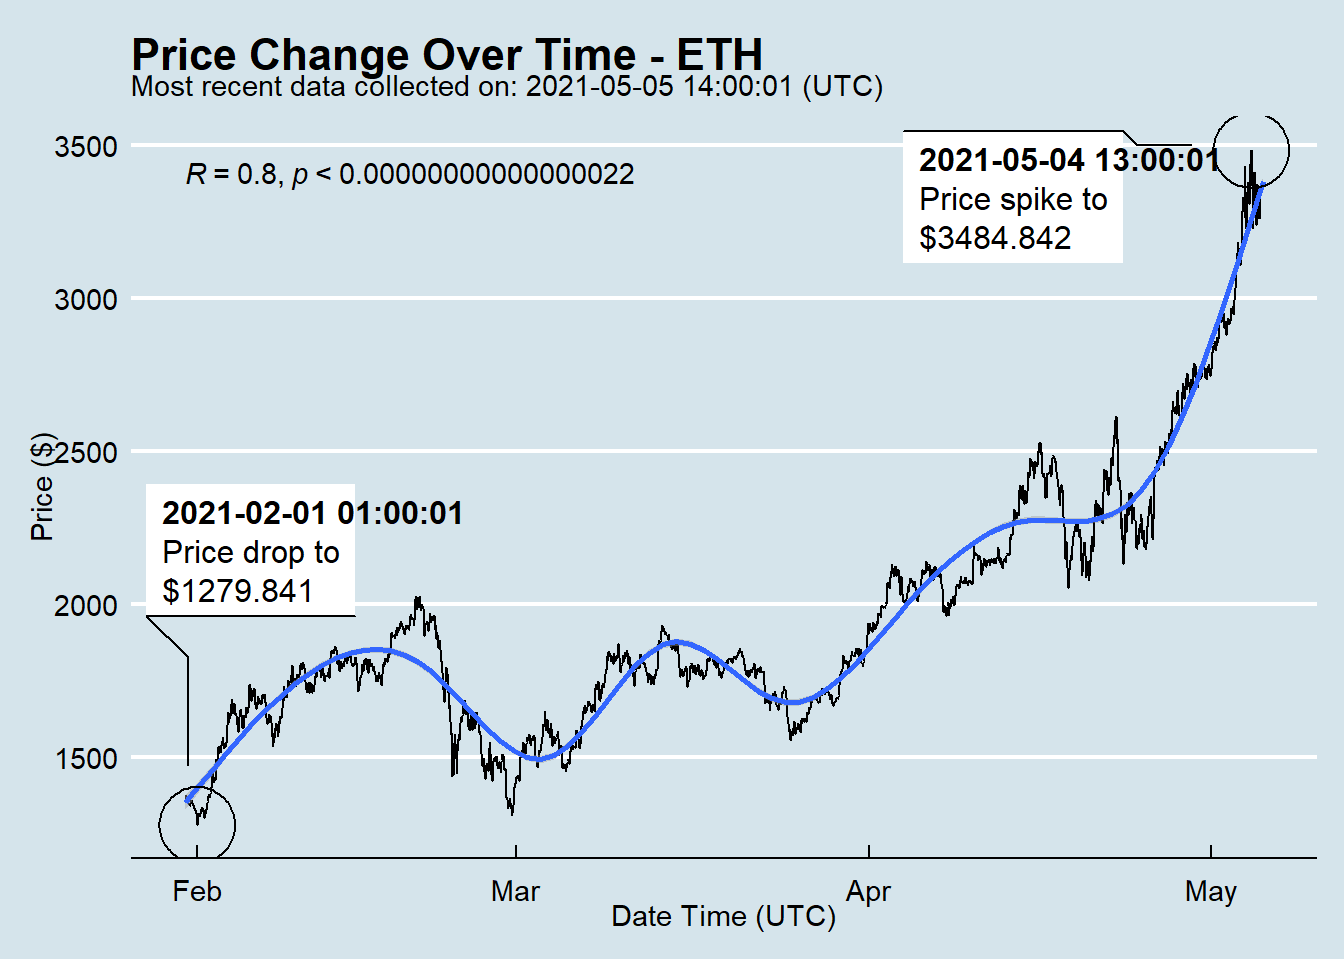 Price Change Over Time - ETH
Most recent data collected on: 2021-05-05 14:00:01 (UTC)
R = 0.8, p < 0.00000000000000022
2021-05-04 13:00:01
Price spike to
$3484.842
2021-02-01 01:00:01
Price drop to
$1279.841
Price ($)
3500
3000
2500
2000
1500
Feb
Mar
Apr
May
Date Time (UTC)